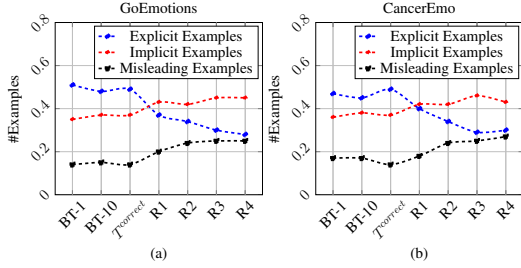 GoEmotions
0.8
0.6
0.4
0.2
0
#Examples
Explicit Examples
Implicit Examples
Misleading Examples
BT-1
BT-10
T^correct
R1
R2
R3
R4
(a)
CancerEmo
0.8
0.6
0.4
0.2
0
#Examples
Explicit Examples
Implicit Examples
Misleading Examples
BT-1
BT-10
T^correct
R1
R2
R3
R4
(b)